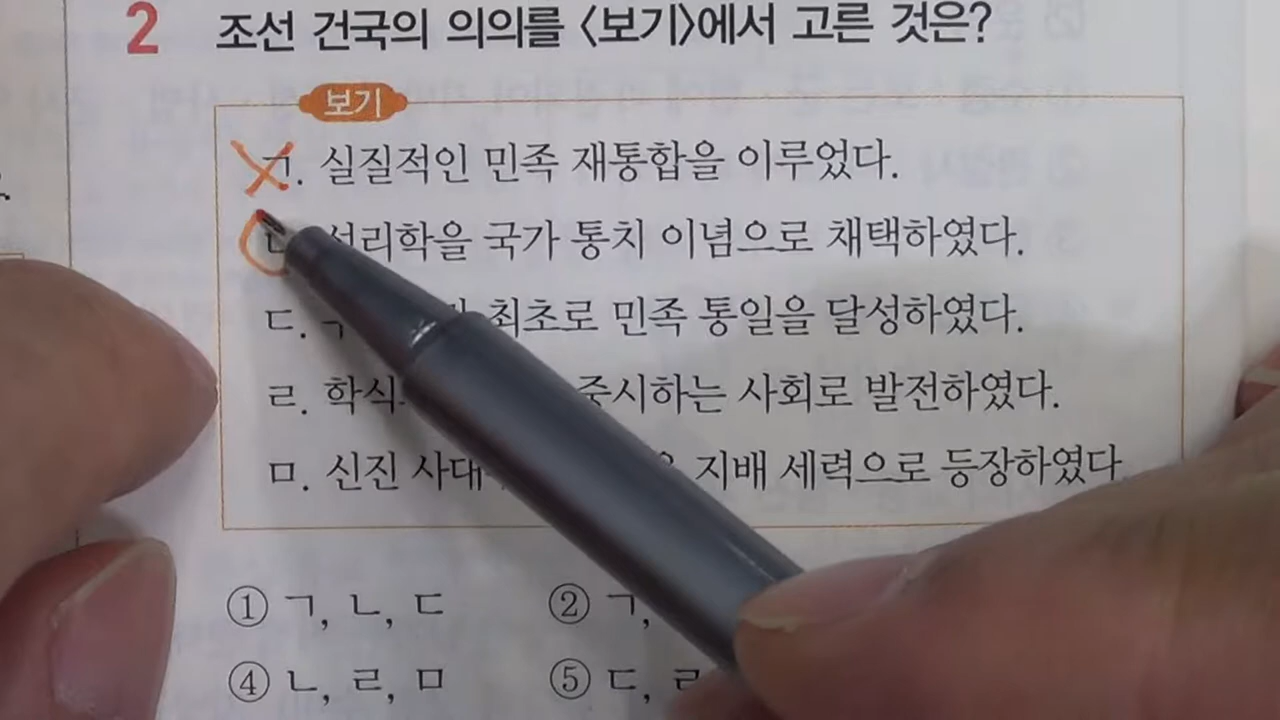 2 조선 건국의 의의를 〈보기〉에서 고른 것은?
보기
ㄱ. 실질적인 민족 재통합을 이루었다.
ㄴ 성리학을 국가 통치 이념으로 채택하였다.
ㄷ. 최초로 민족 통일을 달성하였다.
ㄹ. 학식 중시하는 사회로 발전하였다.
ㅁ. 신진 사대 지배 세력으로 등장하였다.
① ㄱ, ㄴ, ㄷ ② ㄱ,
④ ㄴ, ㄹ, ㅁ ⑤ ㄷ, ㄹ